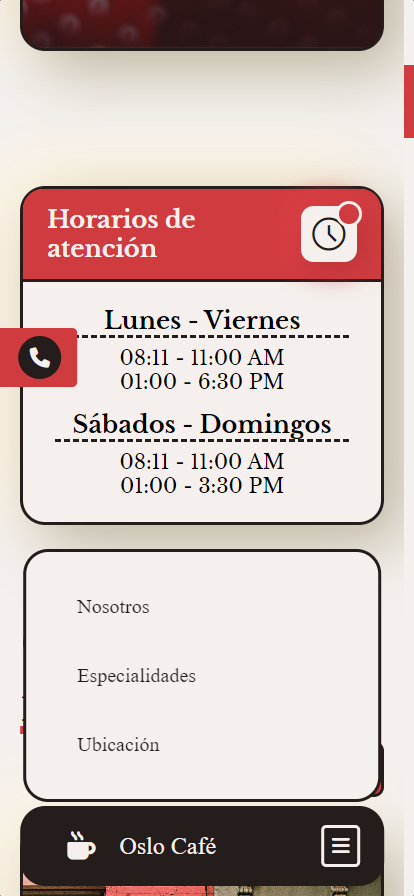 Horarios de
atención
Lunes - Viernes
08:11 - 11:00 AM
01:00 - 6:30 PM
Sábados - Domingos
08:11 - 11:00 AM
01:00 - 3:30 PM
Nosotros
Especialidades
Ubicación
Oslo Café